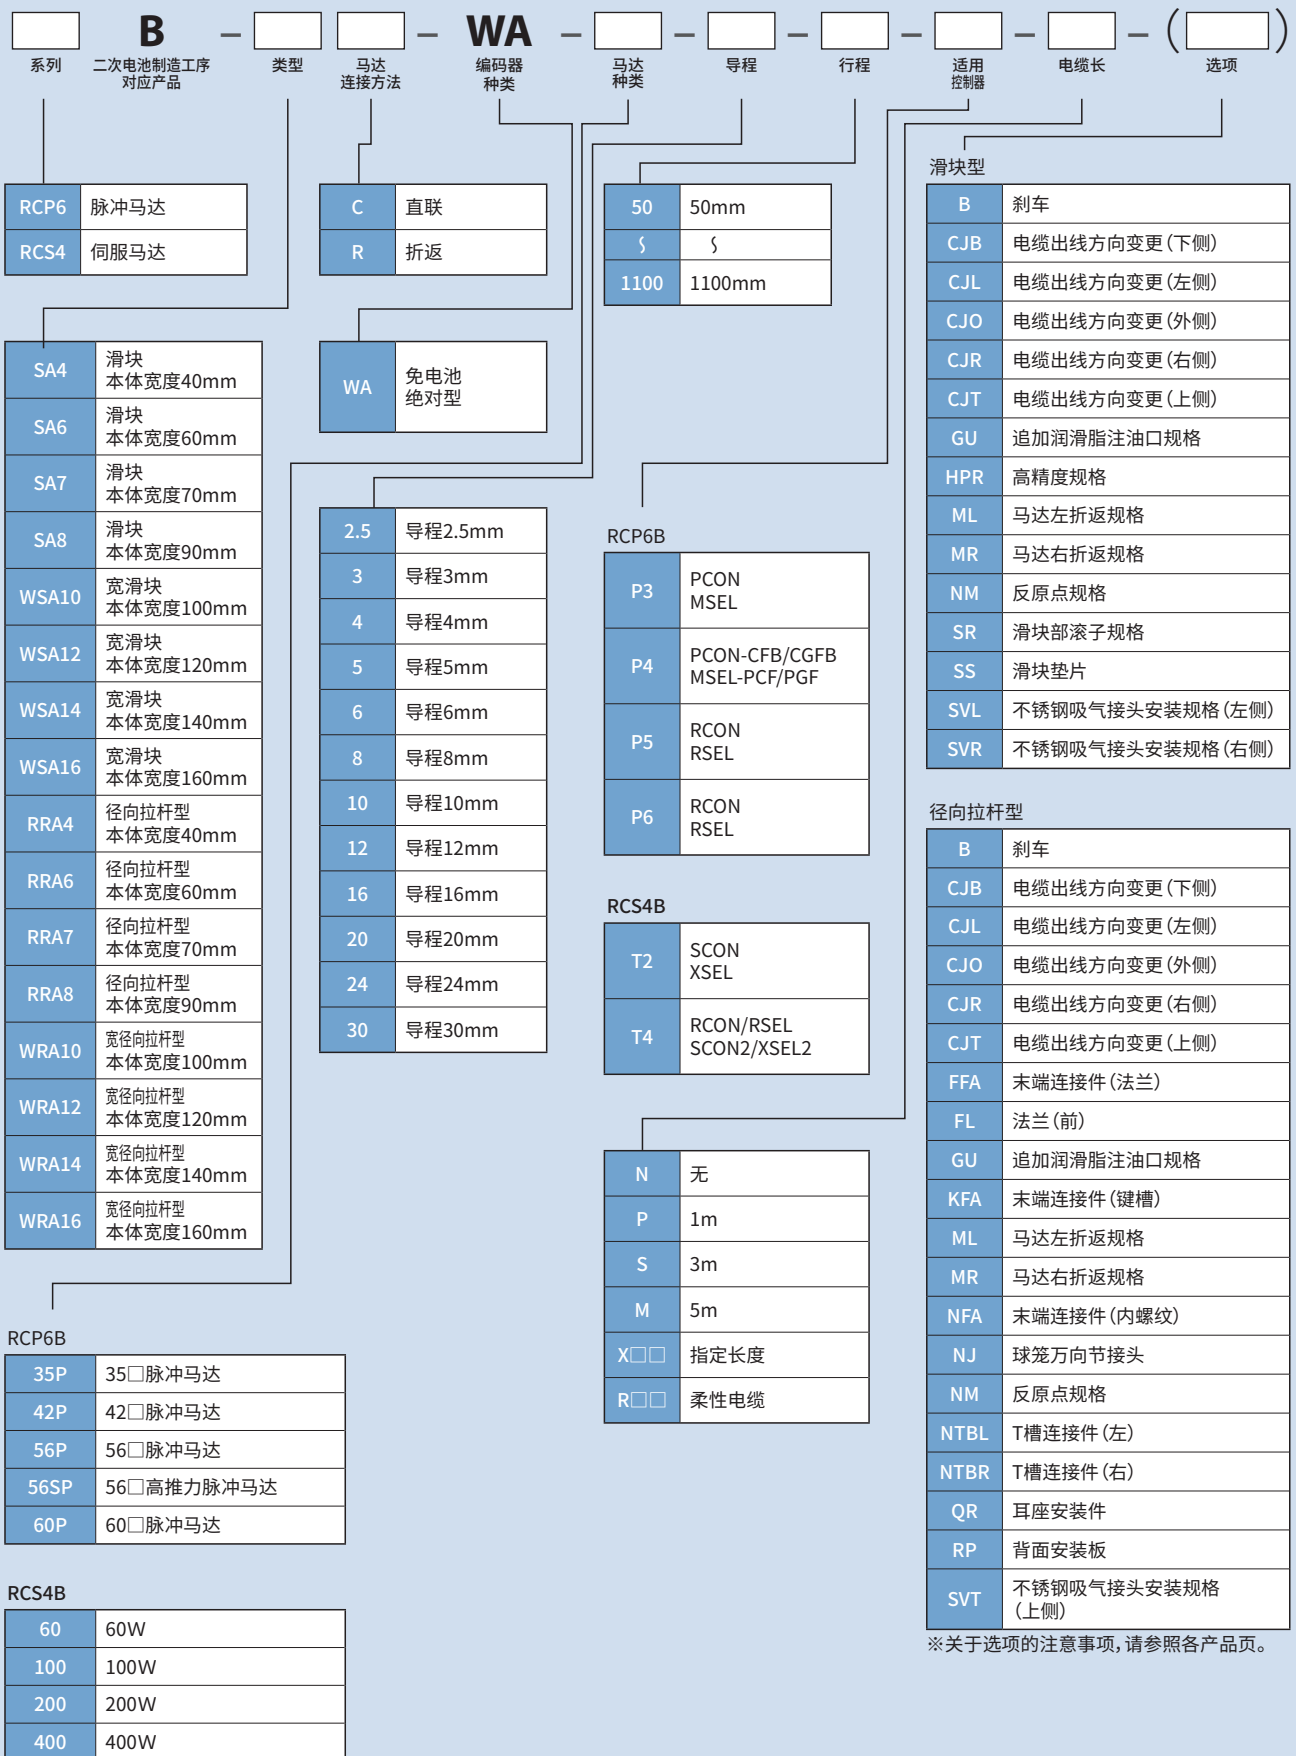 B – – WA – – – – – – ( )
系列
二次电池制造工序
对应产品
类型
马达
连接方法
编码器
种类
马达
种类
导程
行程
适用
控制器
电缆长
选项
RCP6 脉冲马达
RCS4 伺服马达
SA4 滑块
本体宽度40mm
SA6 滑块
本体宽度60mm
SA7 滑块
本体宽度70mm
SA8 滑块
本体宽度90mm
WSA10 宽滑块
本体宽度100mm
WSA12 宽滑块
本体宽度120mm
WSA14 宽滑块
本体宽度140mm
WSA16 宽滑块
本体宽度160mm
RRA4 径向拉杆型
本体宽度40mm
RRA6 径向拉杆型
本体宽度60mm
RRA7 径向拉杆型
本体宽度70mm
RRA8 径向拉杆型
本体宽度90mm
WRA10 宽径向拉杆型
本体宽度100mm
WRA12 宽径向拉杆型
本体宽度120mm
WRA14 宽径向拉杆型
本体宽度140mm
WRA16 宽径向拉杆型
本体宽度160mm
RCP6B
35P 35□脉冲马达
42P 42□脉冲马达
56P 56□脉冲马达
56SP 56□高推力脉冲马达
60P 60□脉冲马达
RCS4B
60 60W
100 100W
200 200W
400 400W
C 直联
R 折返
WA 免电池
绝对型
2.5 导程2.5mm
3 导程3mm
4 导程4mm
5 导程5mm
6 导程6mm
8 导程8mm
10 导程10mm
12 导程12mm
16 导程16mm
20 导程20mm
24 导程24mm
30 导程30mm
50 50mm
〜 〜
1100 1100mm
RCP6B
P3 PCON
MSEL
P4 PCON-CFB/CGFB
MSEL-PCF/PGF
P5 RCON
RSEL
P6 RCON
RSEL
RCS4B
T2 SCON
XSEL
T4 RCON/RSEL
SCON2/XSEL2
N 无
P 1m
S 3m
M 5m
X□□ 指定长度
R□□ 柔性电缆
滑块型
B 刹车
CJB 电缆出线方向变更(下侧)
CJL 电缆出线方向变更(左侧)
CJO 电缆出线方向变更(外侧)
CJR 电缆出线方向变更(右侧)
CJT 电缆出线方向变更(上侧)
GU 追加润滑脂注油口规格
HPR 高精度规格
ML 马达左折返规格
MR 马达右折返规格
NM 反原点规格
SR 滑块部滚子规格
SS 滑块垫片
SVL 不锈钢吸气接头安装规格(左侧)
SVR 不锈钢吸气接头安装规格(右侧)
径向拉杆型
B 刹车
CJB 电缆出线方向变更(下侧)
CJL 电缆出线方向变更(左侧)
CJO 电缆出线方向变更(外侧)
CJR 电缆出线方向变更(右侧)
CJT 电缆出线方向变更(上侧)
FFA 末端连接件(法兰)
FL 法兰(前)
GU 追加润滑脂注油口规格
KFA 末端连接件(键槽)
ML 马达左折返规格
MR 马达右折返规格
NFA 末端连接件(内螺纹)
NJ 球笼万向节接头
NM 反原点规格
NTBL T槽连接件(左)
NTBR T槽连接件(右)
QR 耳座安装件
RP 背面安装板
SVT 不锈钢吸气接头安装规格
(上侧)
※关于选项的注意事项,请参照各产品页。